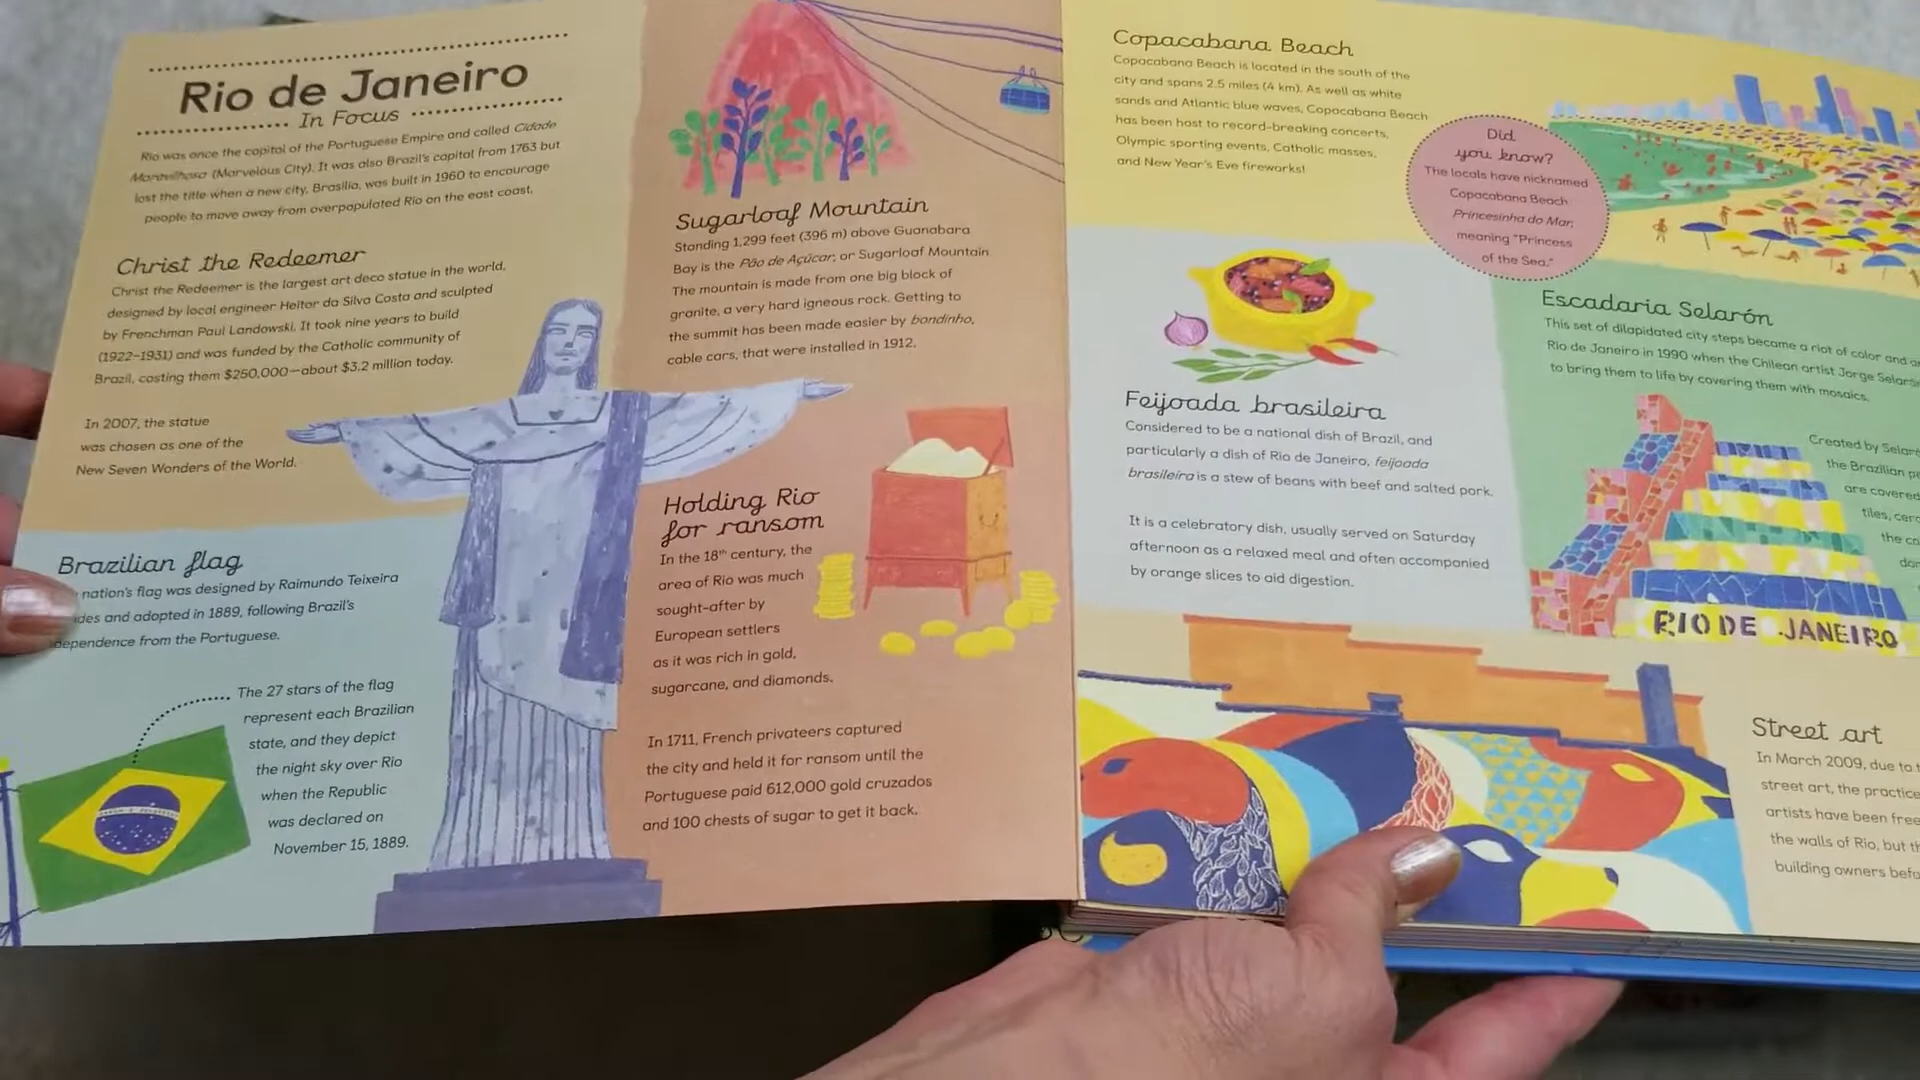 Rio de Janeiro
In Focus
Rio was once the capital of the Portuguese Empire and called Cidade
Maravilhosa (Marvelous City). It was also Brazil's capital from 1763 but
lost the title when a new city, Brasília, was built in 1960 to encourage
people to move away from overpopulated Rio on the east coast.
Christ the Redeemer
Christ the Redeemer is the largest art deco statue in the world,
designed by local engineer Heitor da Silva Costa and sculpted
by Frenchman Paul Landowski. It took nine years to build
(1922–1931) and was funded by the Catholic community of
Brazil, costing them $250,000—about $3.2 million today.
In 2007, the statue
was chosen as one of the
New Seven Wonders of the World.
Brazilian flag
nation's flag was designed by Raimundo Teixeira
and adopted in 1889, following Brazil's
dependence from the Portuguese.
The 27 stars of the flag
represent each Brazilian
state, and they depict
the night sky over Rio
when the Republic
was declared on
November 15, 1889.
Sugarloaf Mountain
Standing 1,299 feet (396 m) above Guanabara
Bay is the Pão de Açúcar, or Sugarloaf Mountain.
The mountain is made from one big block of
granite, a very hard igneous rock. Getting to
the summit has been made easier by bondinho,
cable cars, that were installed in 1912.
Holding Rio
for ransom
In the 18th century, the
area of Rio was much
sought-after by
European settlers
as it was rich in gold,
sugarcane, and diamonds.
In 1711, French privateers captured
the city and held it for ransom until the
Portuguese paid 612,000 gold cruzados
and 100 chests of sugar to get it back.
Copacabana Beach
Copacabana Beach is located in the south of the
city and spans 2.5 miles (4 km). As well as white
sands and Atlantic blue waves, Copacabana Beach
has been host to record-breaking concerts,
Olympic sporting events, Catholic masses,
and New Year's Eve fireworks!
Did
you know?
The locals have nicknamed
Copacabana Beach
Princesinha do Mar,
meaning "Princess
of the Sea."
Feijoada brasileira
Considered to be a national dish of Brazil, and
particularly a dish of Rio de Janeiro, feijoada
brasileira is a stew of beans with beef and salted pork.
It is a celebratory dish, usually served on Saturday
afternoon as a relaxed meal and often accompanied
by orange slices to aid digestion.
Escadaria Selarón
This set of dilapidated city steps became a riot of color and
Rio de Janeiro in 1990 when the Chilean artist Jorge Selarón
to bring them to life by covering them with mosaics.
Created by
the Brazilian
are covered
tiles,
the
RIO DE JANEIRO
Street art
In March 2009, due to
street art, the practice
artists have been
the walls of Rio, but
building owners